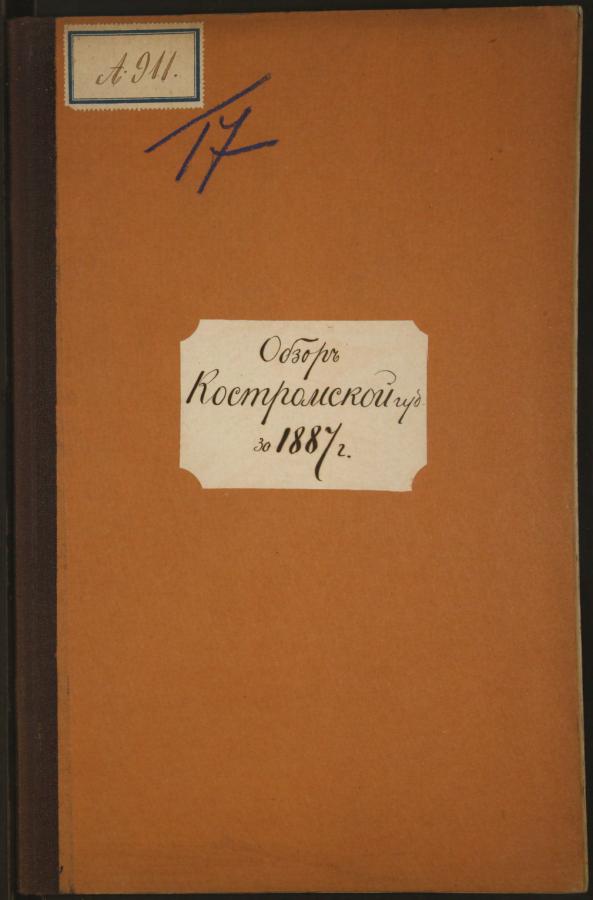 А. 911.
17
Обзоръ
Костромской губ.
за 1887 г.